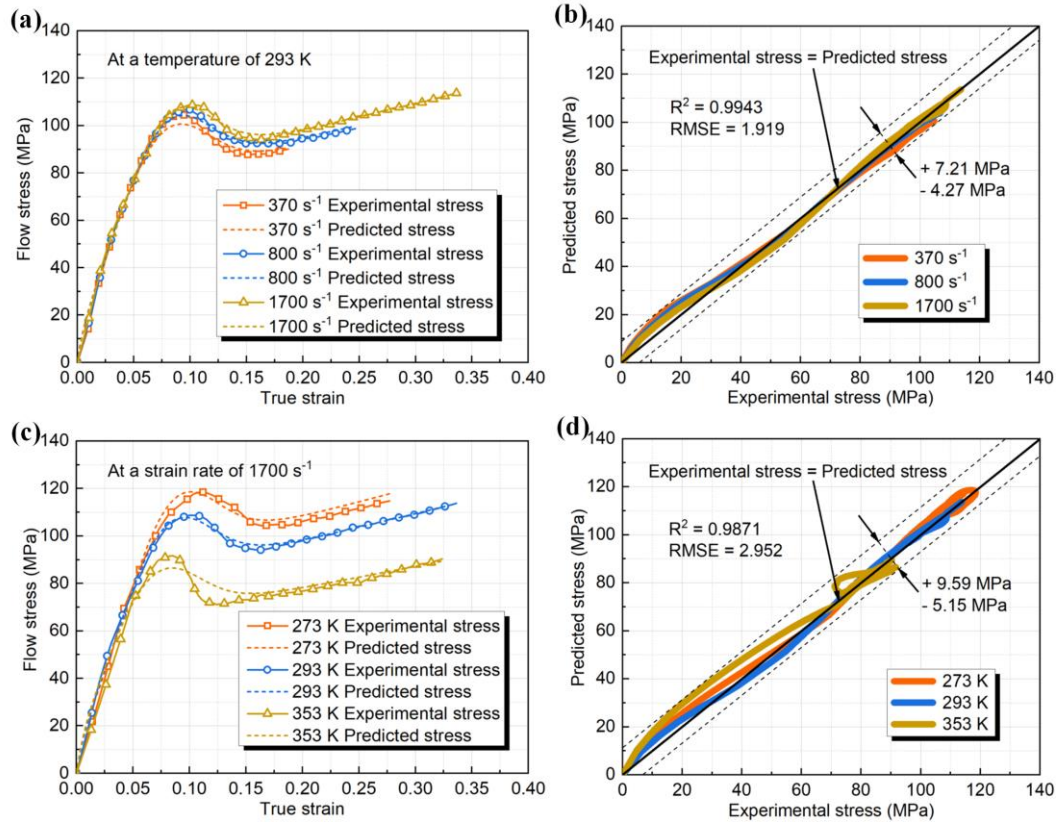 (a)
140
120
100
80
60
40
20
0
Flow stress (MPa)
At a temperature of 293 K
370 s⁻¹ Experimental stress
370 s⁻¹ Predicted stress
800 s⁻¹ Experimental stress
800 s⁻¹ Predicted stress
1700 s⁻¹ Experimental stress
1700 s⁻¹ Predicted stress
0.00 0.05 0.10 0.15 0.20 0.25 0.30 0.35 0.40
True strain
(b)
140
120
100
80
60
40
20
0
Predicted stress (MPa)
Experimental stress = Predicted stress
R² = 0.9943
RMSE = 1.919
+ 7.21 MPa
- 4.27 MPa
370 s⁻¹
800 s⁻¹
1700 s⁻¹
0 20 40 60 80 100 120 140
Experimental stress (MPa)
(c)
140
120
100
80
60
40
20
0
Flow stress (MPa)
At a strain rate of 1700 s⁻¹
273 K Experimental stress
273 K Predicted stress
293 K Experimental stress
293 K Predicted stress
353 K Experimental stress
353 K Predicted stress
0.00 0.05 0.10 0.15 0.20 0.25 0.30 0.35 0.40
True strain
(d)
140
120
100
80
60
40
20
0
Predicted stress (MPa)
Experimental stress = Predicted stress
R² = 0.9871
RMSE = 2.952
+ 9.59 MPa
- 5.15 MPa
273 K
293 K
353 K
0 20 40 60 80 100 120 140
Experimental stress (MPa)